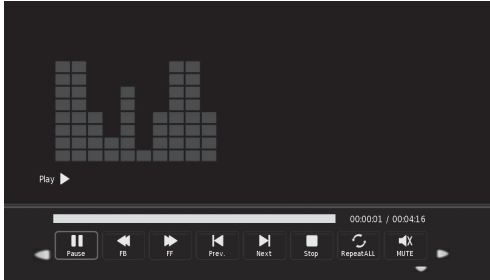 Play
00:00:01 / 00:04:16
Pause FB FF Prev. Next Stop RepeatALL MUTE